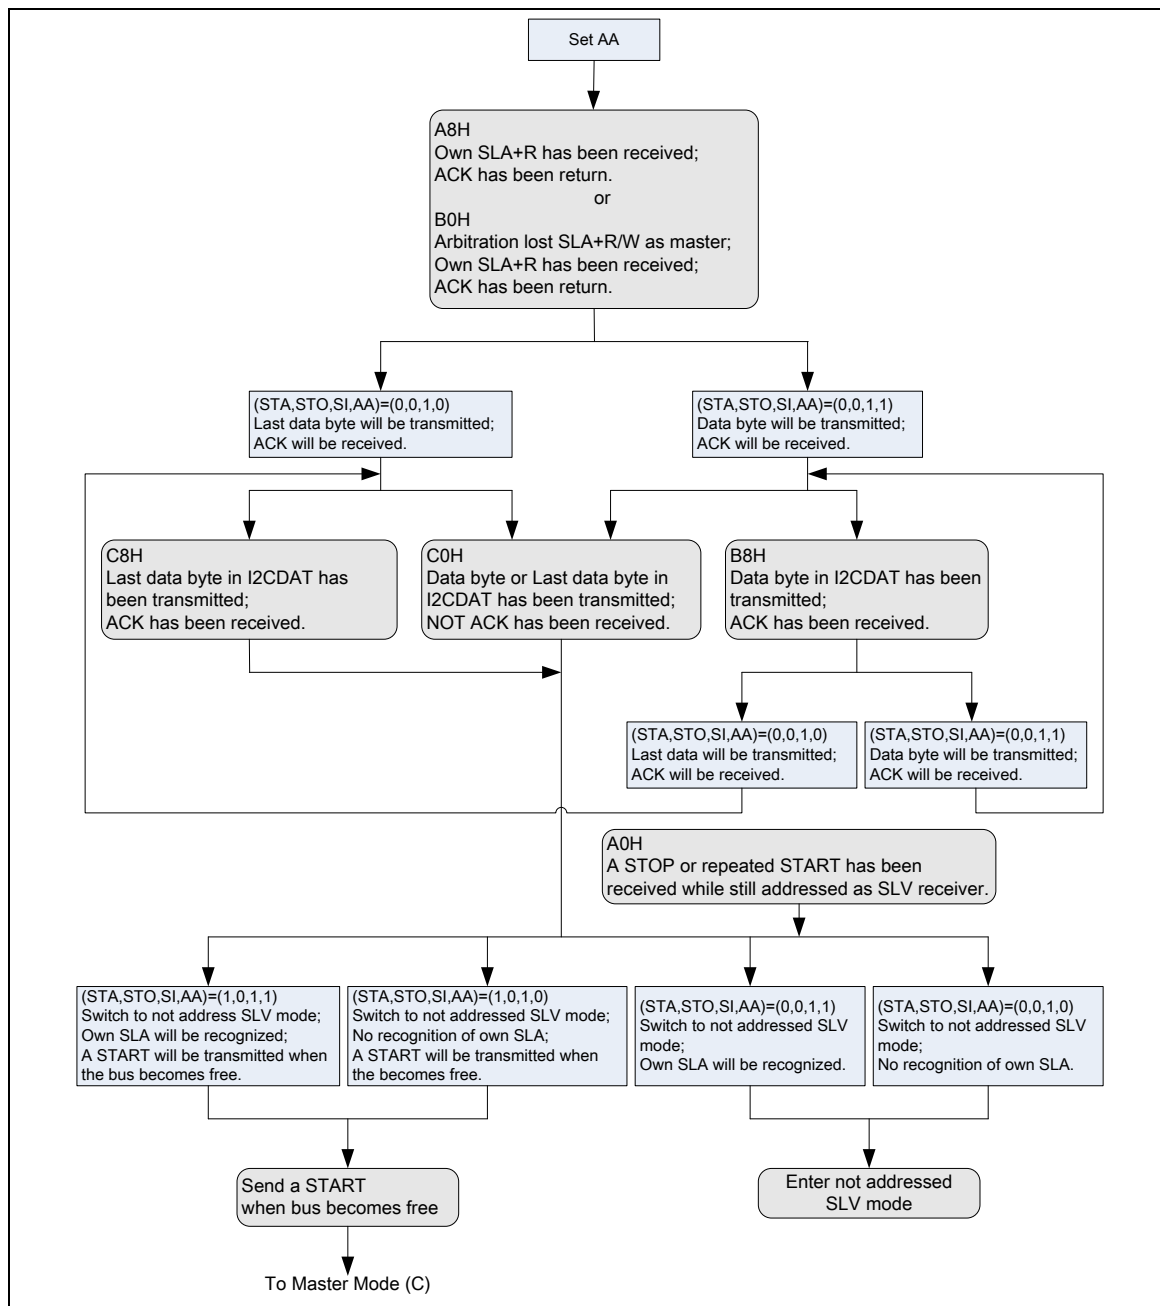 Set AA
A8H
Own SLA+R has been received;
ACK has been return.
or
B0H
Arbitration lost SLA+R/W as master;
Own SLA+R has been received;
ACK has been return.
(STA,STO,SI,AA)=(0,0,1,0)
Last data byte will be transmitted;
ACK will be received.
(STA,STO,SI,AA)=(0,0,1,1)
Data byte will be transmitted;
ACK will be received.
C8H
Last data byte in I2CDAT has
been transmitted;
ACK has been received.
C0H
Data byte or Last data byte in
I2CDAT has been transmitted;
NOT ACK has been received.
B8H
Data byte in I2CDAT has been
transmitted;
ACK has been received.
(STA,STO,SI,AA)=(0,0,1,0)
Last data will be transmitted;
ACK will be received.
(STA,STO,SI,AA)=(0,0,1,1)
Data byte will be transmitted;
ACK will be received.
A0H
A STOP or repeated START has been
received while still addressed as SLV receiver.
(STA,STO,SI,AA)=(1,0,1,1)
Switch to not address SLV mode;
Own SLA will be recognized;
A START will be transmitted when
the bus becomes free.
(STA,STO,SI,AA)=(1,0,1,0)
Switch to not addressed SLV mode;
No recognition of own SLA;
A START will be transmitted when
the becomes free.
(STA,STO,SI,AA)=(0,0,1,1)
Switch to not addressed SLV
mode;
Own SLA will be recognized.
(STA,STO,SI,AA)=(0,0,1,0)
Switch to not addressed SLV
mode;
No recognition of own SLA.
Send a START
when bus becomes free
Enter not addressed
SLV mode
To Master Mode (C)